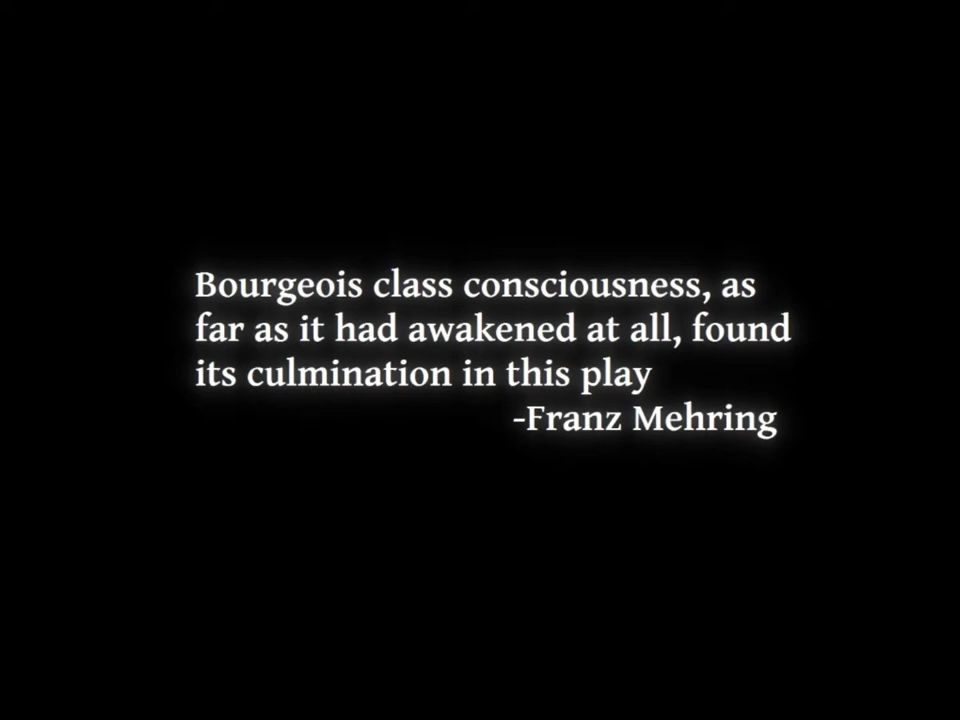 Bourgeois class consciousness, as
far as it had awakened at all, found
its culmination in this play
-Franz Mehring